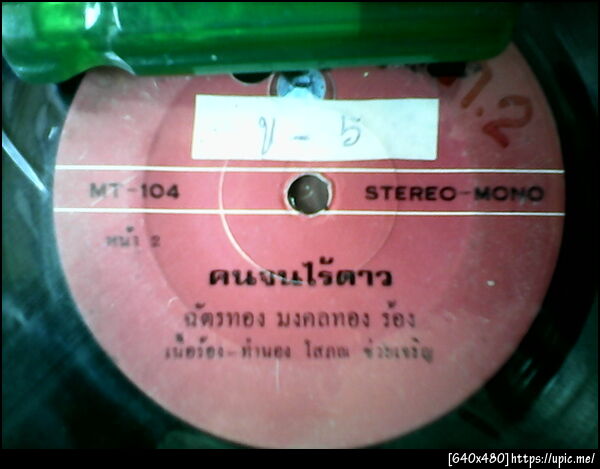 1.2
ข - 5
MT-104 STEREO-MONO
หน้า 2
คนจนไร้ดาว
ฉัตรทอง มงคลทอง ร้อง
เนื้อร้อง - ทำนอง โสภณ ช่วยเจริญ
[640x480]https://upic.me/